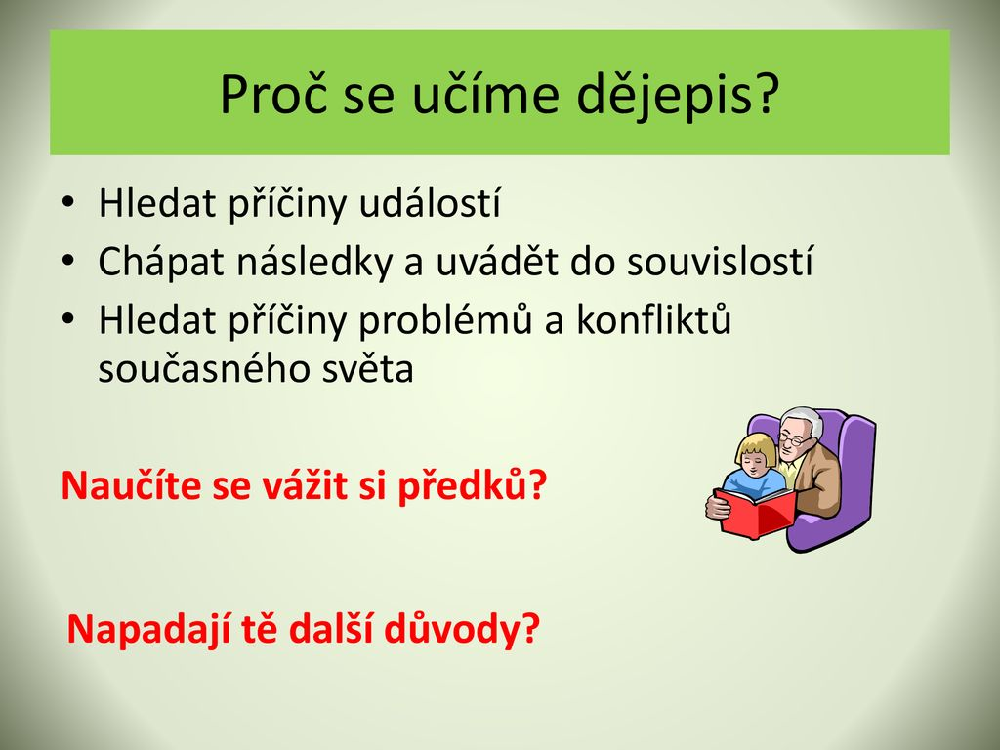 Proč se učíme dějepis?
• Hledat příčiny událostí
• Chápat následky a uvádět do souvislostí
• Hledat příčiny problémů a konfliktů
současného světa
Naučíte se vážit si předků?
Napadají tě další důvody?